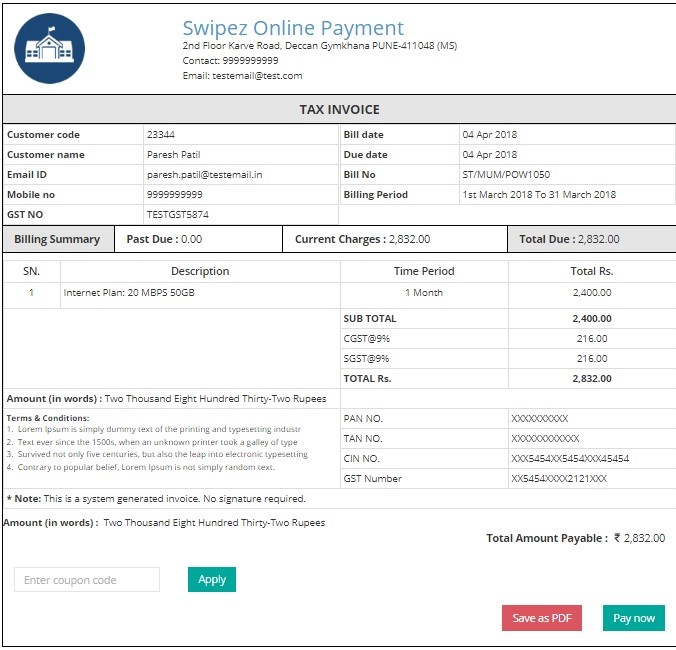 Swipez Online Payment
2nd Floor Karve Road, Deccan Gymkhana PUNE-411048 (MS)
Contact: 9999999999
Email: testemail@test.com
TAX INVOICE
Customer code 23344 Bill date 04 Apr 2018
Customer name Paresh Patil Due date 04 Apr 2018
Email ID paresh.patil@testemail.in Bill No ST/MUM/POW1050
Mobile no 9999999999 Billing Period 1st March 2018 To 31 March 2018
GST NO TESTGST5874
Billing Summary Past Due : 0.00 Current Charges : 2,832.00 Total Due : 2,832.00
SN. Description Time Period Total Rs.
1 Internet Plan: 20 MBPS 50GB 1 Month 2,400.00
SUB TOTAL 2,400.00
CGST@9% 216.00
SGST@9% 216.00
TOTAL Rs. 2,832.00
Amount (in words) : Two Thousand Eight Hundred Thirty-Two Rupees
Terms & Conditions:
1. Lorem Ipsum is simply dummy text of the printing and typesetting industr
2. Text ever since the 1500s, when an unknown printer took a galley of type
3. Survived not only five centuries, but also the leap into electronic typesetting
4. Contrary to popular belief, Lorem Ipsum is not simply random text.
PAN NO. XXXXXXXXXX
TAN NO. XXXXXXXXXXXX
CIN NO. XXX5454XX5454XXX45454
GST Number XX5454XXXX2121XXX
* Note: This is a system generated invoice. No signature required.
Amount (in words) : Two Thousand Eight Hundred Thirty-Two Rupees
Total Amount Payable : ₹ 2,832.00
Enter coupon code Apply
Save as PDF Pay now